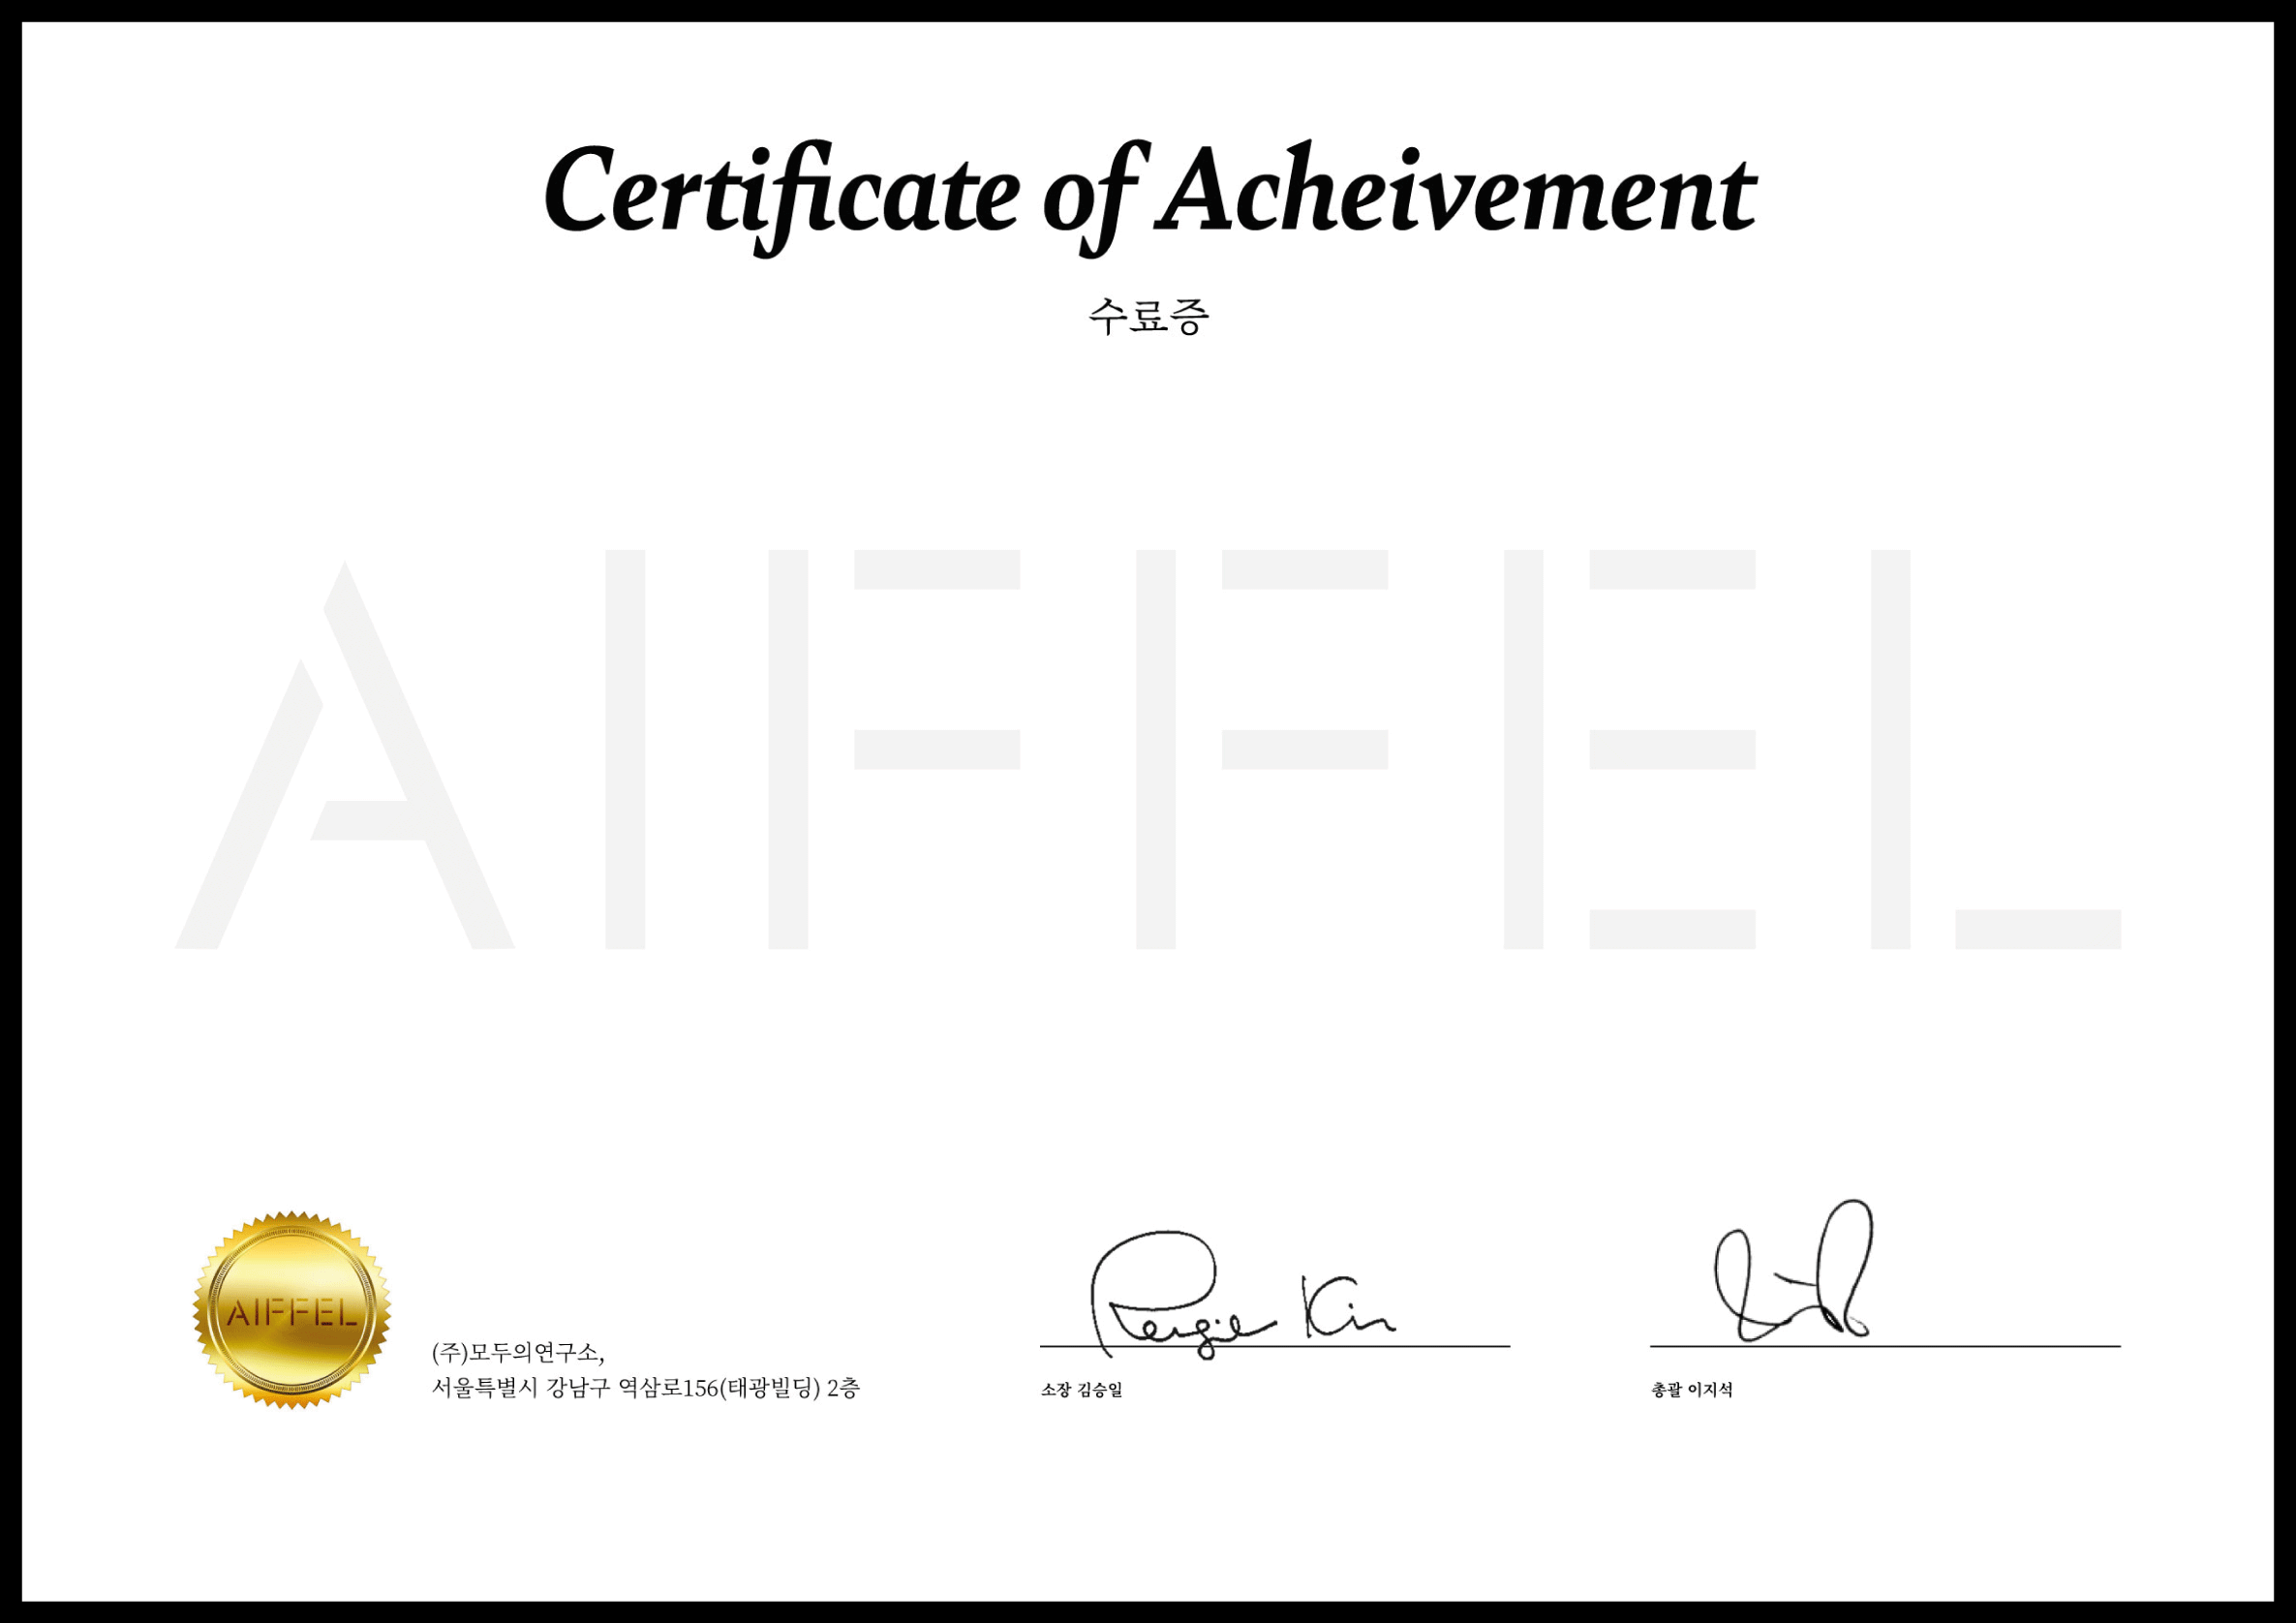 Certificate of Acheivement
수료증
AIFFEL
AIFFEL
(주)모두의연구소,
서울특별시 강남구 역삼로156(태광빌딩) 2층
소장 김승일
총괄 이지석